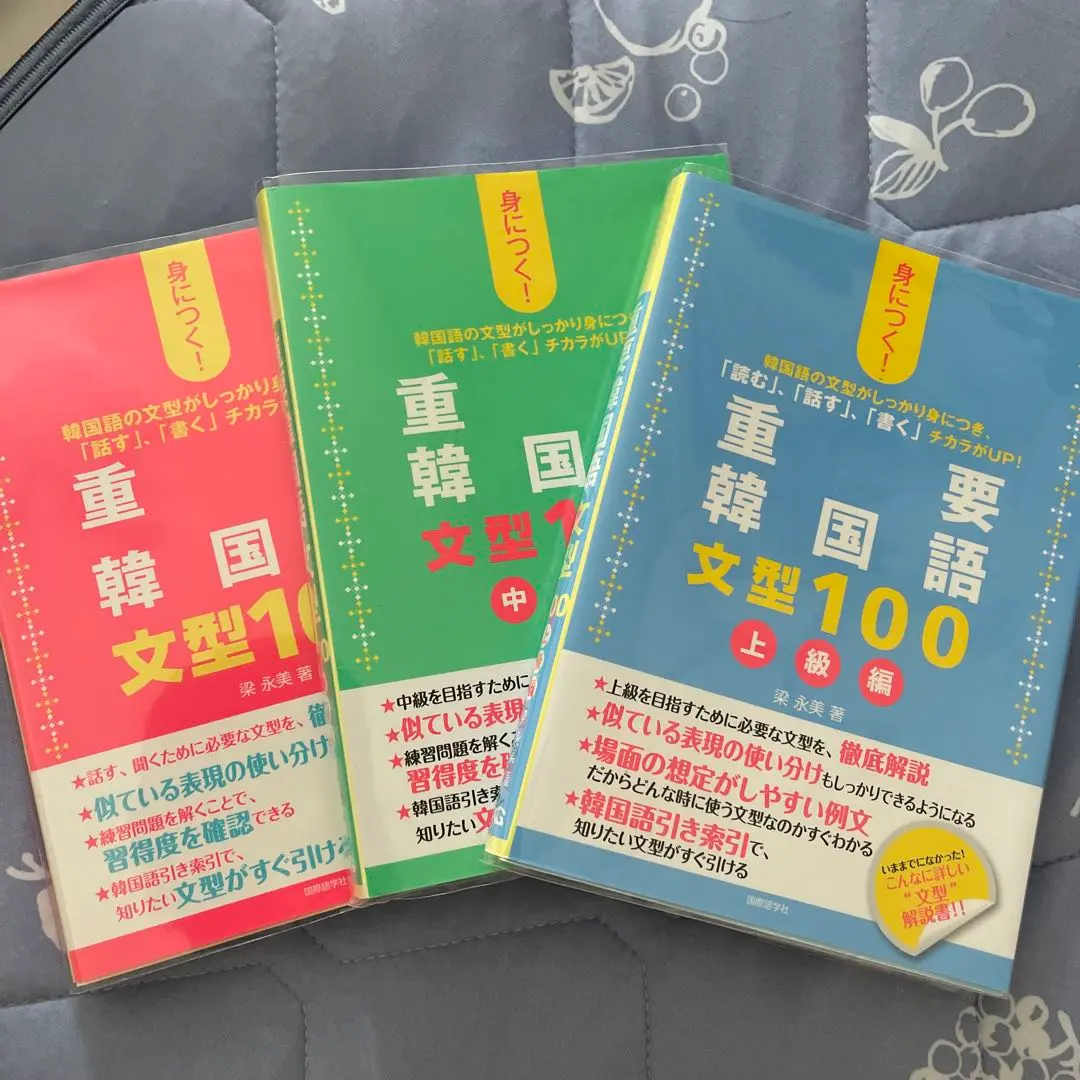 身につく!
韓国語の文型がしっかり身
「話す」、「書く」チカラ
重
韓国
文型10
梁 永美 著
★話す、聞くために必要な文型を、徹
★似ている表現の使い分け
★練習問題を解くことで、
習得度を確認できる
★韓国語引き索引で、
知りたい文型がすぐ引ける
国際語学社
身につく!
韓国語の文型がしっかり身につき
「話す」、「書く」チカラがUP
重
韓国
文型1
中
★中級を目指すために
★似ている表現
★練習問題を解く
習得度を確
★韓国語引き索引
知りたい文
身につく!
韓国語の文型がしっかり身につき、
「読む」、「話す」、「書く」チカラがUP!
重要
韓国語
文型100
上級編
梁 永美 著
★上級を目指すために必要な文型を、徹底解説
★似ている表現の使い分けもしっかりできるようになる
★場面の想定がしやすい例文
だからどんな時に使う文型なのかすぐわかる
★韓国語引き索引で、
知りたい文型がすぐ引ける
いままでになかった!
こんなに詳しい
“文型”
解説書!!
国際語学社